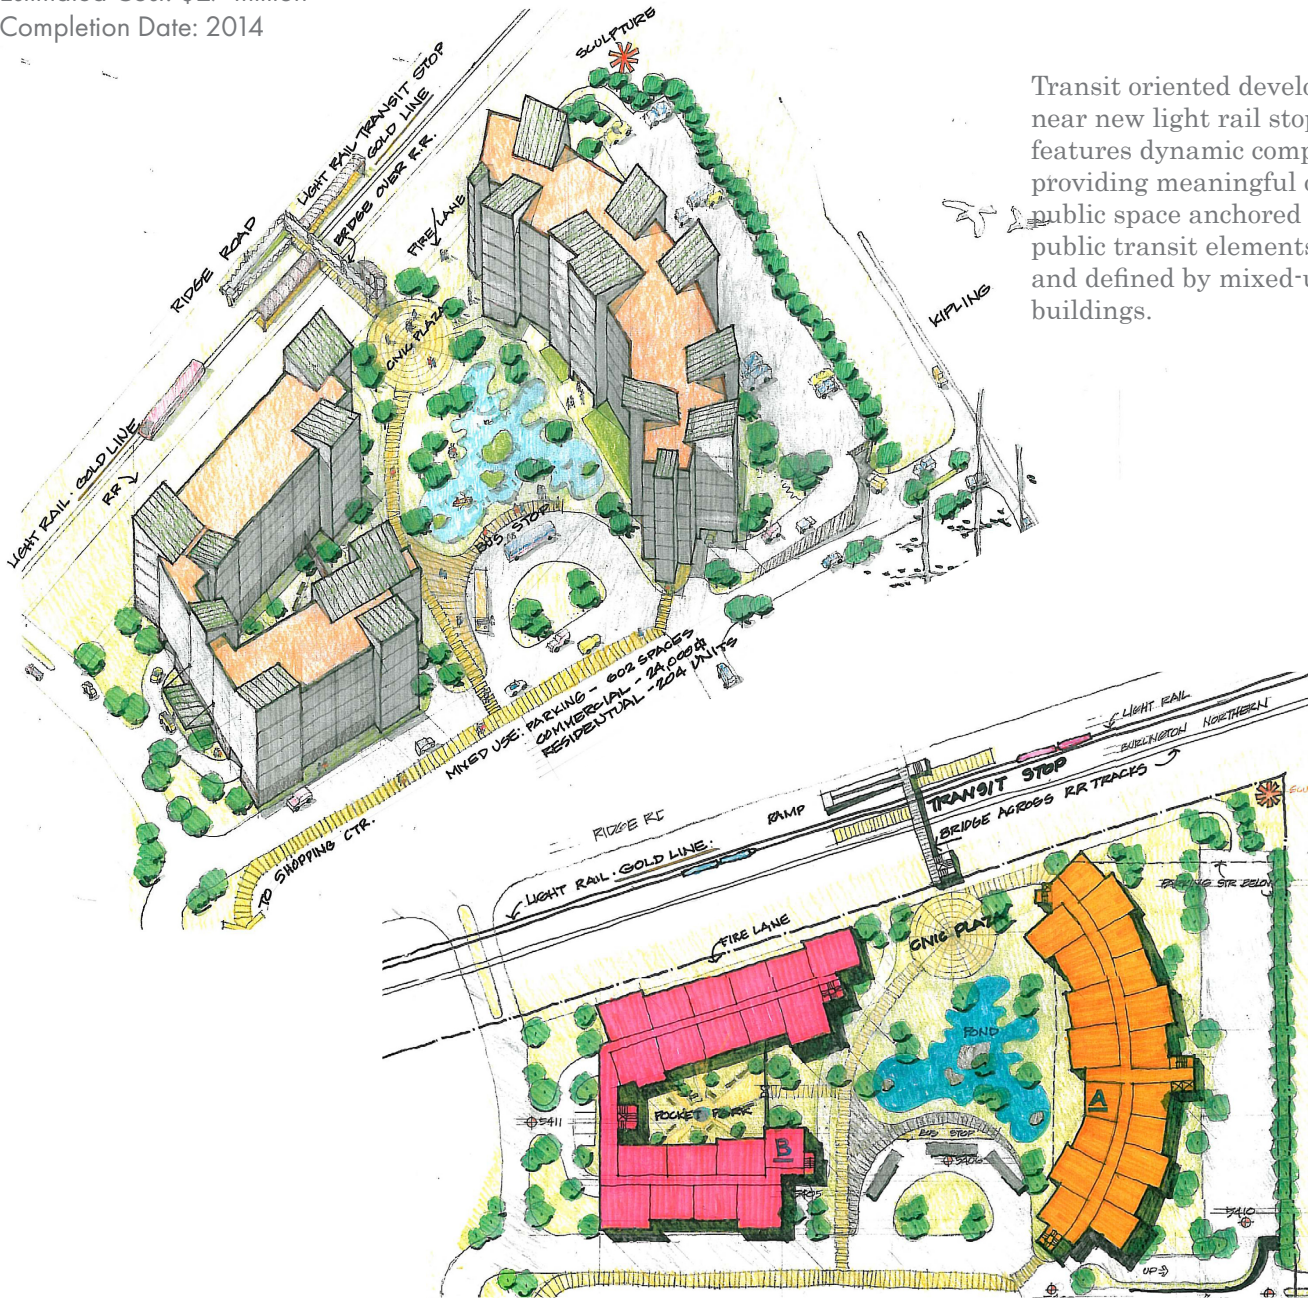 Completion Date: 2014
Transit oriented develo
near new light rail stop
features dynamic comp
providing meaningful
public space anchored
public transit elements
and defined by mixed-u
buildings.
SCULPTURE
LIGHT RAIL TRANSIT STOP
GOLD LINE
BRIDGE OVER R.R.
RIDGE ROAD
FIRE LANE
CIVIC PLAZA
KIPLING
LIGHT RAIL · GOLD LINE
RR
BUS STOP
MIXED USE: PARKING - 602 SPACES
COMMERCIAL - 24,000
RESIDENTUAL - 204 UNITS
TO SHOPPING CTR.
LIGHT RAIL
BURLINGTON NORTHERN
TRANSIT STOP
RAMP
BRIDGE ACROSS RR TRACKS
RIDGE RD
LIGHT RAIL · GOLD LINE
PARKING STR BELOW
FIRE LANE
CIVIC PLAZA
POND
A
POCKET PARK
5411
B
BUS STOP
5405
5410
UP